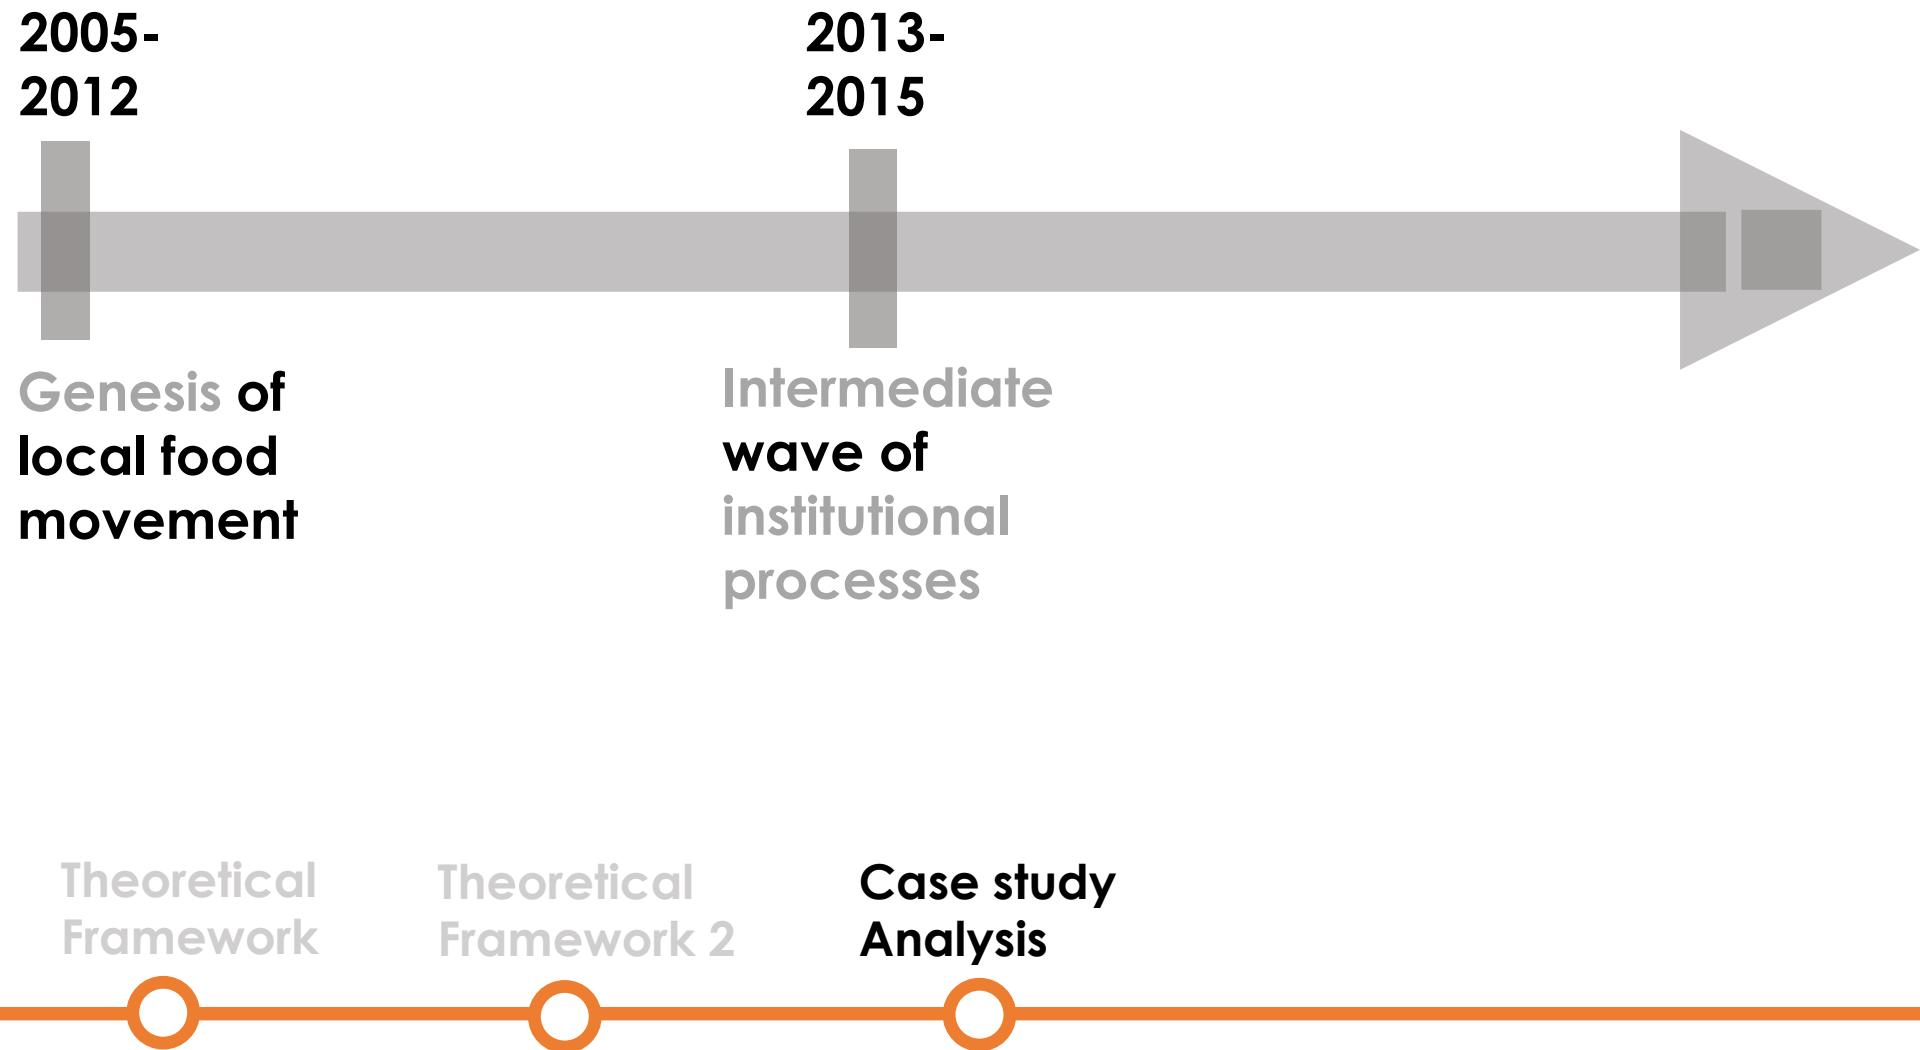 2005-
2012
2013-
2015
Genesis of
local food
movement
Intermediate
wave of
institutional
processes
Theoretical
Framework
Theoretical
Framework 2
Case study
Analysis